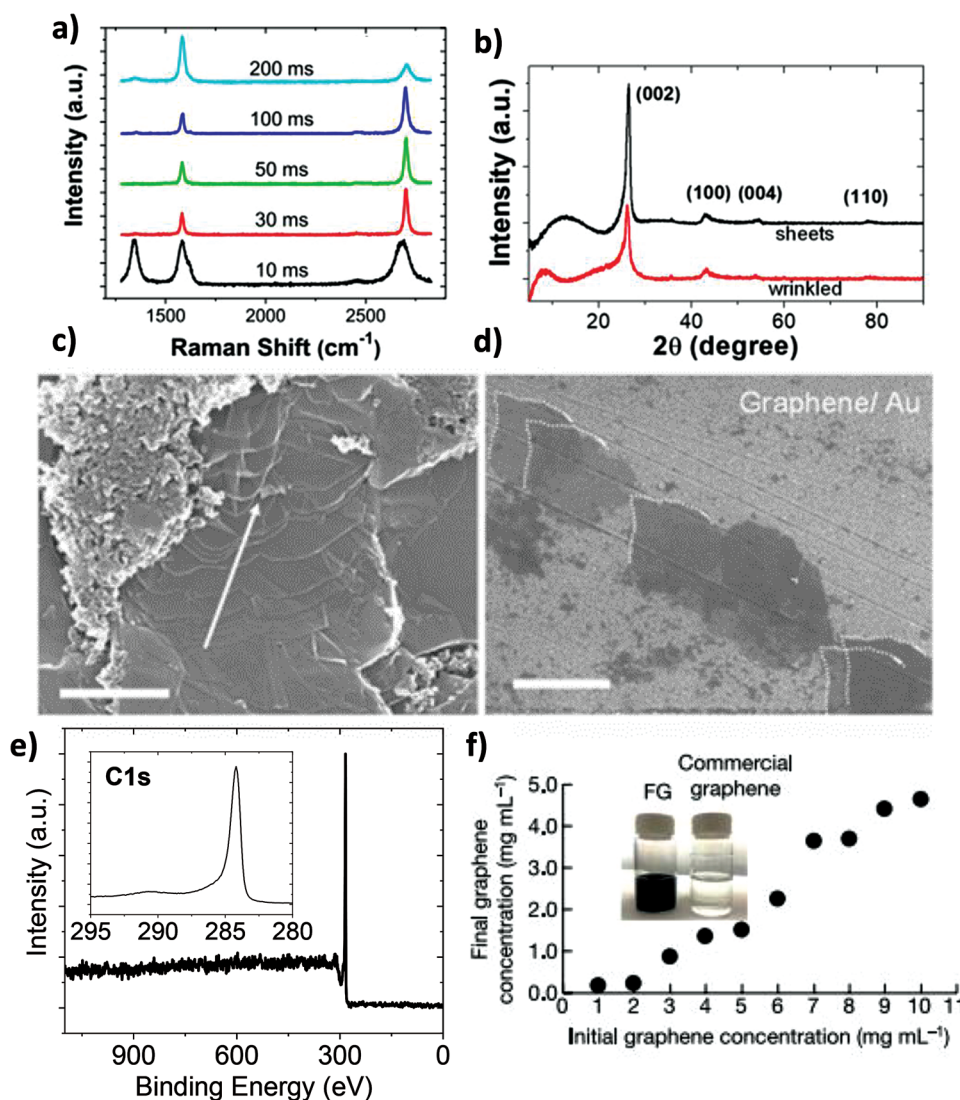 a)
Intensity (a.u.)
200 ms
100 ms
50 ms
30 ms
10 ms
1500 2000 2500
Raman Shift (cm⁻¹)
b)
Intensity (a.u.)
(002)
(100) (004) (110)
sheets
wrinkled
20 40 60 80
2θ (degree)
c)
d)
Graphene/ Au
e)
Intensity (a.u.)
C1s
295 290 285 280
900 600 300 0
Binding Energy (eV)
f)
Final graphene
concentration (mg mL⁻¹)
5.0
4.0
3.0
2.0
1.0
0.0
Commercial
FG graphene
0 1 2 3 4 5 6 7 8 9 10 11
Initial graphene concentration (mg mL⁻¹)